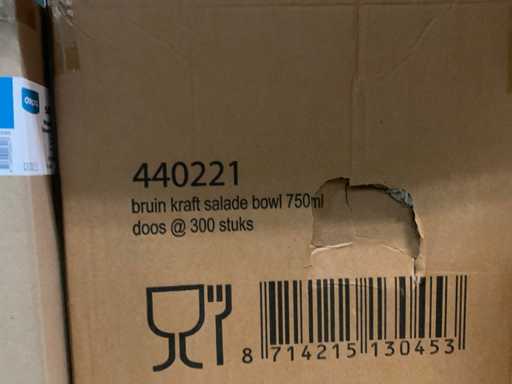 440221
bruin kraft salade bowl 750ml
doos @ 300 stuks
8 714215 130453